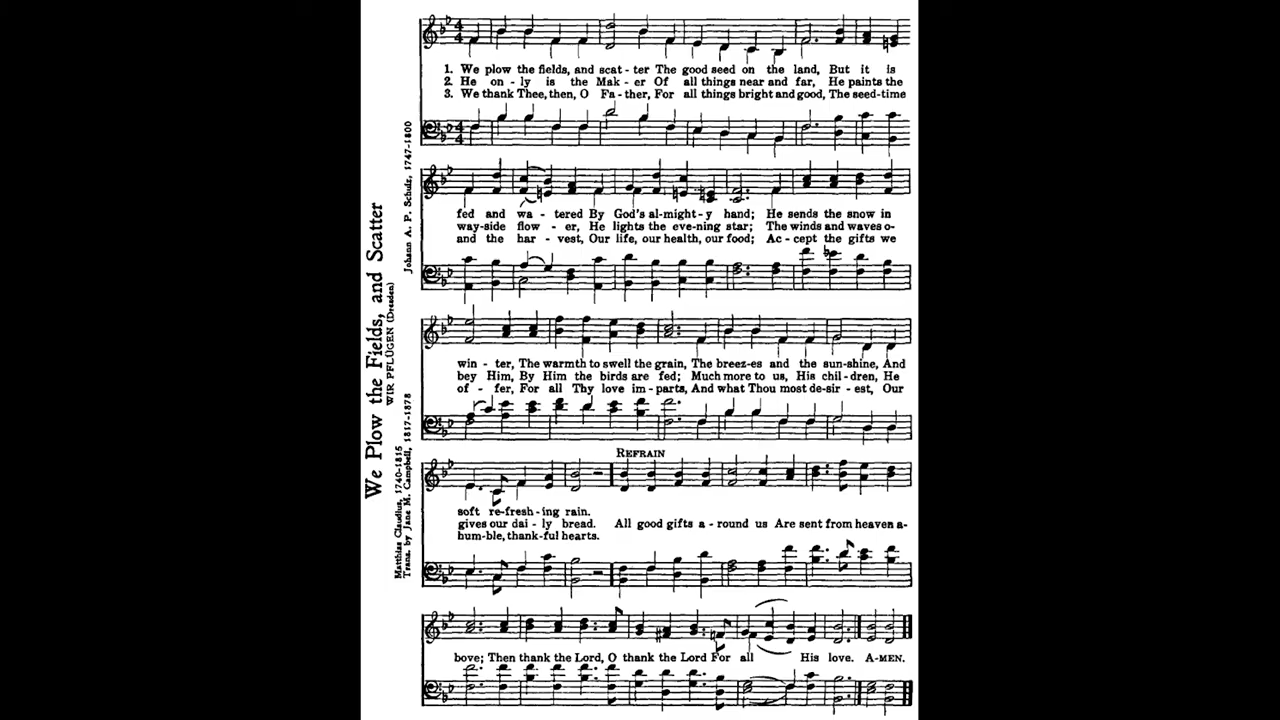 We Plow the Fields, and Scatter
WIR PFLÜGEN (Dresden)
Matthias Claudius, 1740-1815
Trans. by Jane M. Campbell, 1817-1878
Johann A. P. Schulz, 1747-1800
1. We plow the fields, and scat - ter The good seed on the land, But it is
2. He on - ly is the Mak - er Of all things near and far, He paints the
3. We thank Thee, then, O Fa - ther, For all things bright and good, The seed-time
fed and wa - tered By God's al-might-y hand; He sends the snow in
way-side flow - er, He lights the eve-ning star; The winds and waves o-
and the har - vest, Our life, our health, our food; Ac - cept the gifts we
win - ter, The warmth to swell the grain, The breez-es and the sun-shine, And
bey Him, By Him the birds are fed; Much more to us, His chil-dren, He
of - fer, For all Thy love im-parts, And what Thou most de-sir - est, Our
REFRAIN
soft re-fresh-ing rain.
gives our dai - ly bread. All good gifts a - round us Are sent from heaven a-
hum-ble, thank-ful hearts.
bove; Then thank the Lord, O thank the Lord For all His love. A-MEN.